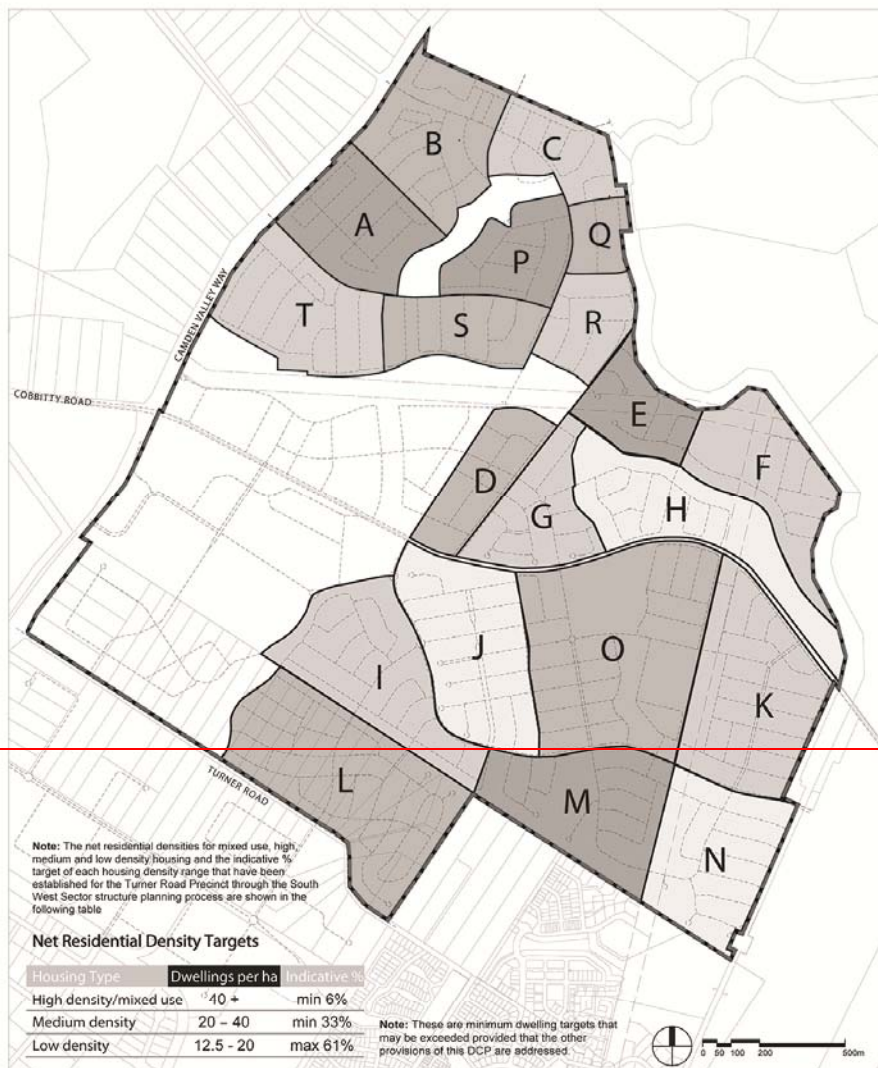 B
C
A
Q
P
T
S
R
CAMDEN VALLEY WAY
COBBITTY ROAD
E
F
D
G
H
J
O
I
K
L
M
N
TURNER ROAD
Note: The net residential densities for mixed use, high,
medium and low density housing and the indicative %
target of each housing density range that have been
established for the Turner Road Precinct through the South
West Sector structure planning process are shown in the
following table
Net Residential Density Targets
Housing Type Dwellings per ha Indicative %
High density/mixed use 40 + min 6%
Medium density 20 – 40 min 33%
Low density 12.5 - 20 max 61%
Note: These are minimum dwelling targets that
may be exceeded provided that the other
provisions of this DCP are addressed
0 50 100 200 500m